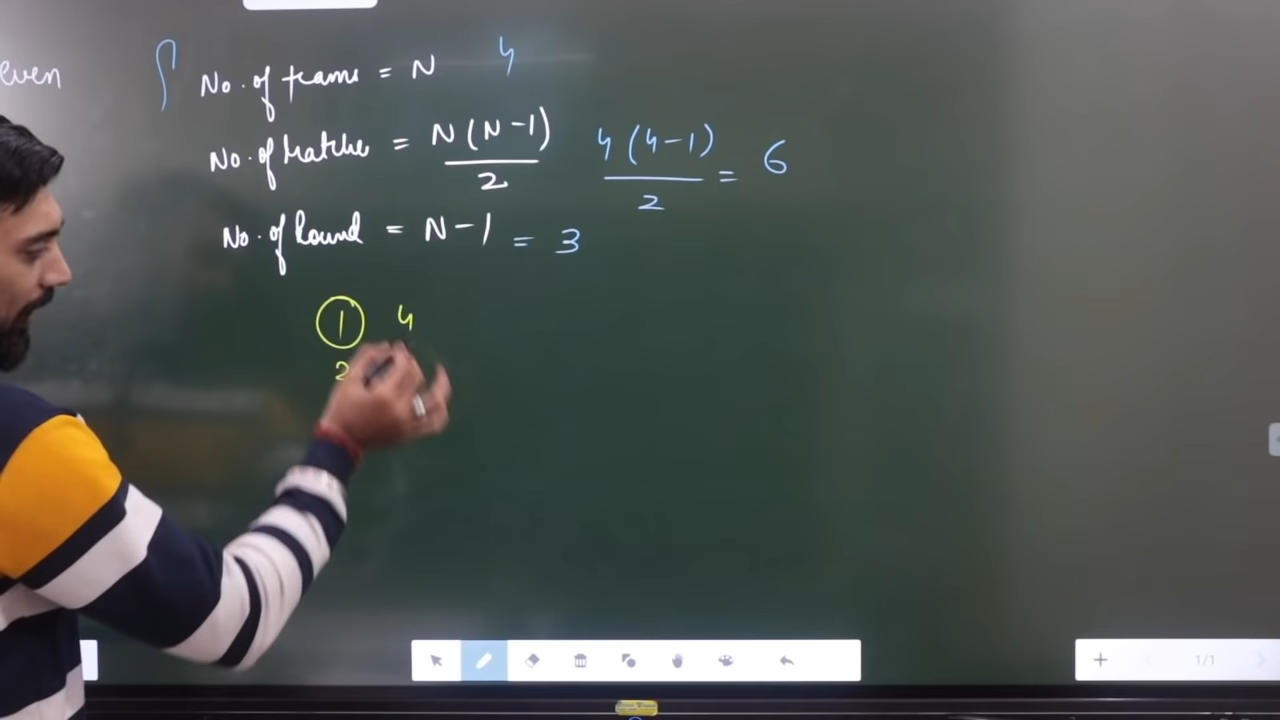 even
No. of teams = N 4
No. of Matche = N(N-1)/2 4(4-1)/2 = 6
No. of Round = N-1 = 3
1 4
2
1/1